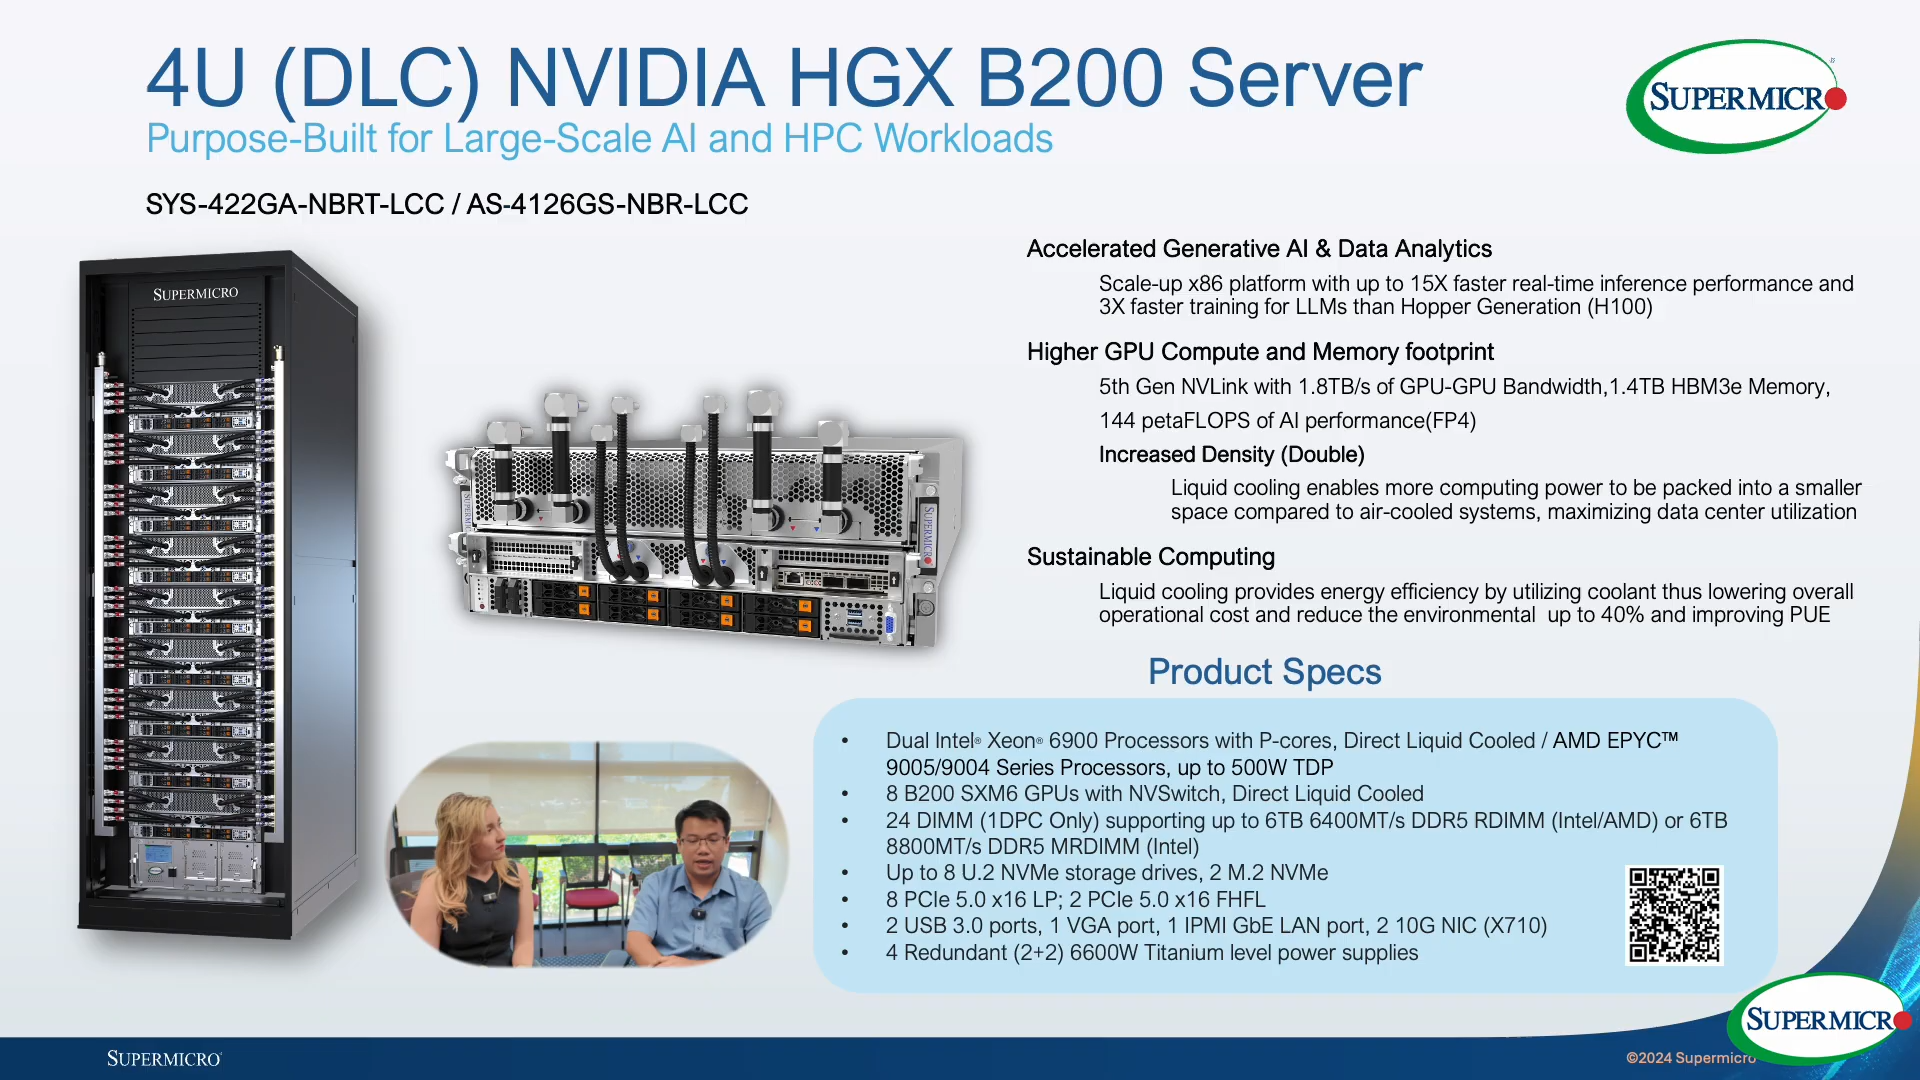 4U (DLC) NVIDIA HGX B200 Server
Purpose-Built for Large-Scale AI and HPC Workloads
SUPERMICRO
SYS-422GA-NBRT-LCC / AS-4126GS-NBR-LCC
SUPERMICRO
SUPERMICRO
SUPERMICRO
Accelerated Generative AI & Data Analytics
Scale-up x86 platform with up to 15X faster real-time inference performance and
3X faster training for LLMs than Hopper Generation (H100)
Higher GPU Compute and Memory footprint
5th Gen NVLink with 1.8TB/s of GPU-GPU Bandwidth,1.4TB HBM3e Memory,
144 petaFLOPS of AI performance(FP4)
Increased Density (Double)
Liquid cooling enables more computing power to be packed into a smaller
space compared to air-cooled systems, maximizing data center utilization
Sustainable Computing
Liquid cooling provides energy efficiency by utilizing coolant thus lowering overall
operational cost and reduce the environmental  up to 40% and improving PUE
Product Specs
• Dual Intel® Xeon® 6900 Processors with P-cores, Direct Liquid Cooled / AMD EPYC™
9005/9004 Series Processors, up to 500W TDP
• 8 B200 SXM6 GPUs with NVSwitch, Direct Liquid Cooled
• 24 DIMM (1DPC Only) supporting up to 6TB 6400MT/s DDR5 RDIMM (Intel/AMD) or 6TB
8800MT/s DDR5 MRDIMM (Intel)
• Up to 8 U.2 NVMe storage drives, 2 M.2 NVMe
• 8 PCIe 5.0 x16 LP; 2 PCIe 5.0 x16 FHFL
• 2 USB 3.0 ports, 1 VGA port, 1 IPMI GbE LAN port, 2 10G NIC (X710)
• 4 Redundant (2+2) 6600W Titanium level power supplies
SUPERMICRO
©2024 Supermicro
SUPERMICRO